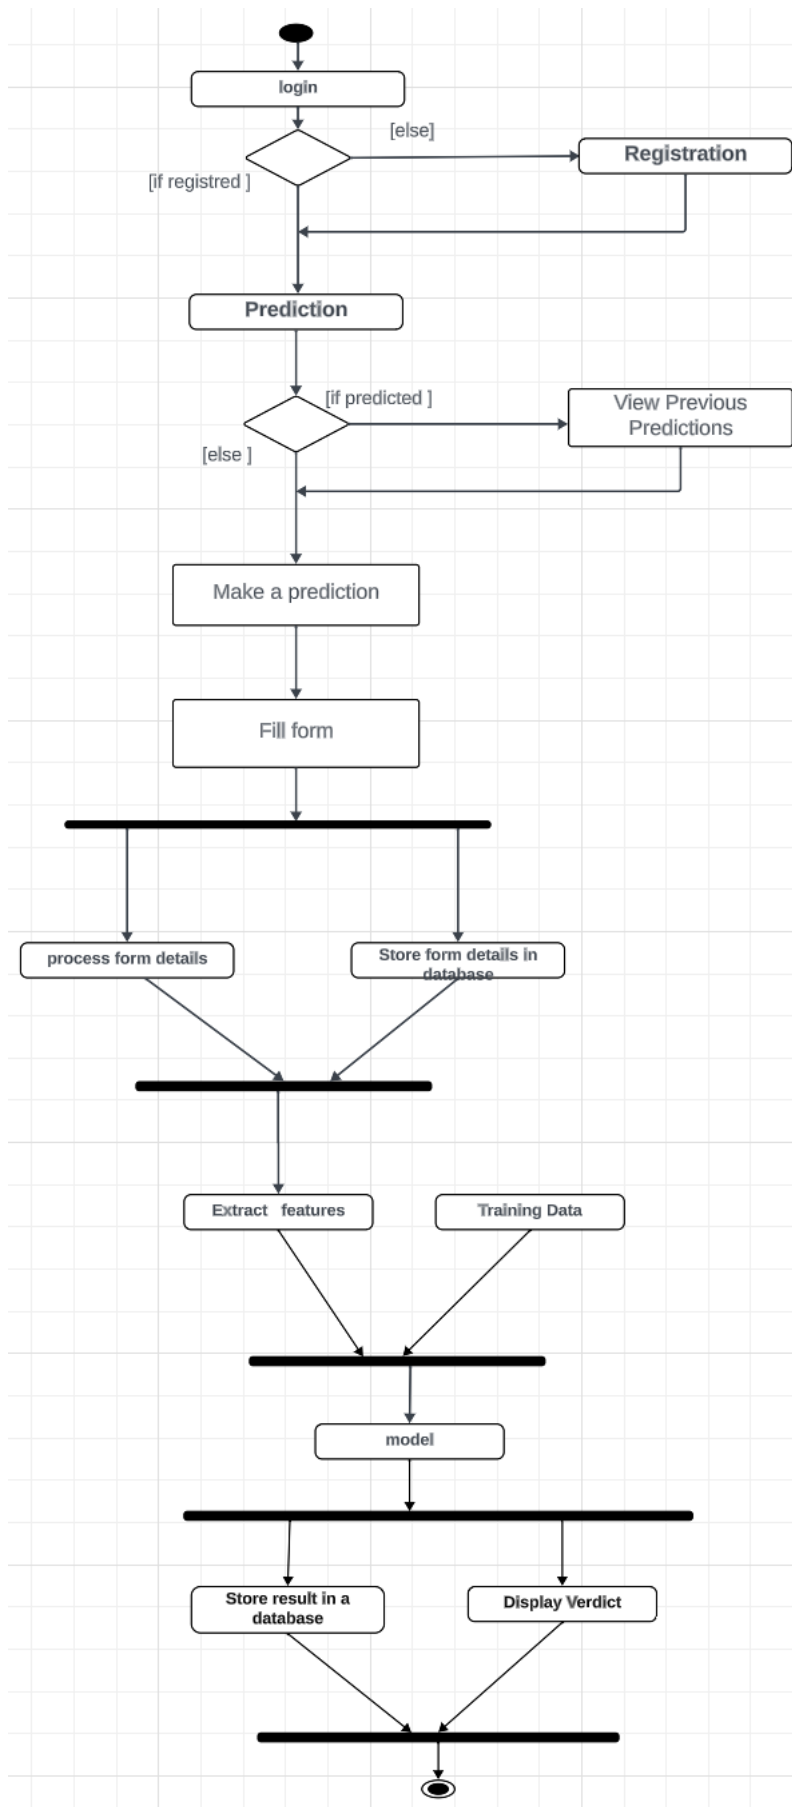 login
[else]
Registration
[if registred ]
Prediction
[if predicted ]
View Previous
Predictions
[else ]
Make a prediction
Fill form
process form details
Store form details in
database
Extract features
Training Data
model
Store result in a
database
Display Verdict